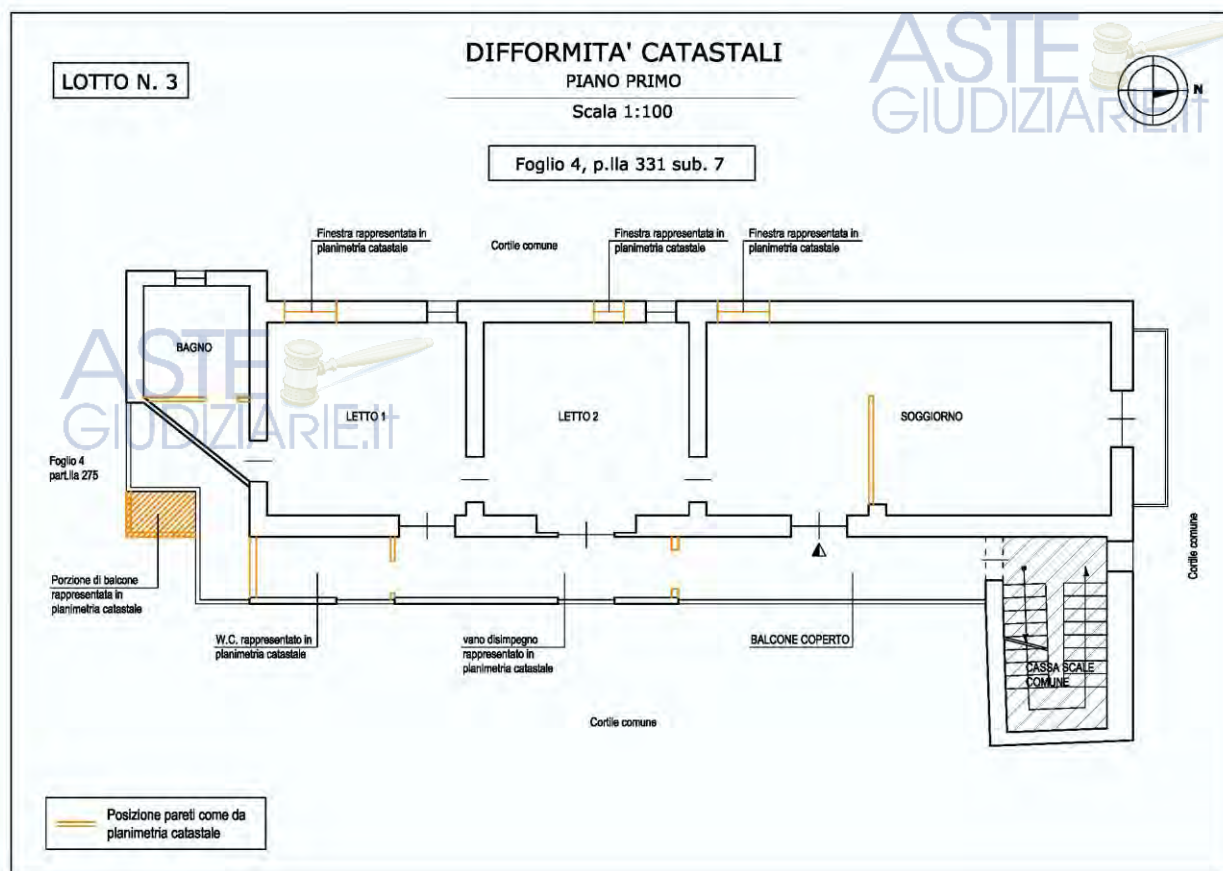 LOTTO N. 3
DIFFORMITA' CATASTALI
PIANO PRIMO
Scala 1:100
ASTE
GIUDIZIARIE.it
N
Foglio 4, p.lla 331 sub. 7
Finestra rappresentata in
planimetria catastale
Cortile comune
Finestra rappresentata in
planimetria catastale
Finestra rappresentata in
planimetria catastale
BAGNO
ASTE
GIUDIZIARIE.it
LETTO 1
LETTO 2
SOGGIORNO
Foglio 4
part.lla 275
Cortile comune
Porzione di balcone
rappresentata in
planimetria catastale
W.C. rappresentato in
planimetria catastale
vano disimpegno
rappresentato in
planimetria catastale
BALCONE COPERTO
CASSA SCALE
COMUNE
Cortile comune
Posizione pareti come da
planimetria catastale